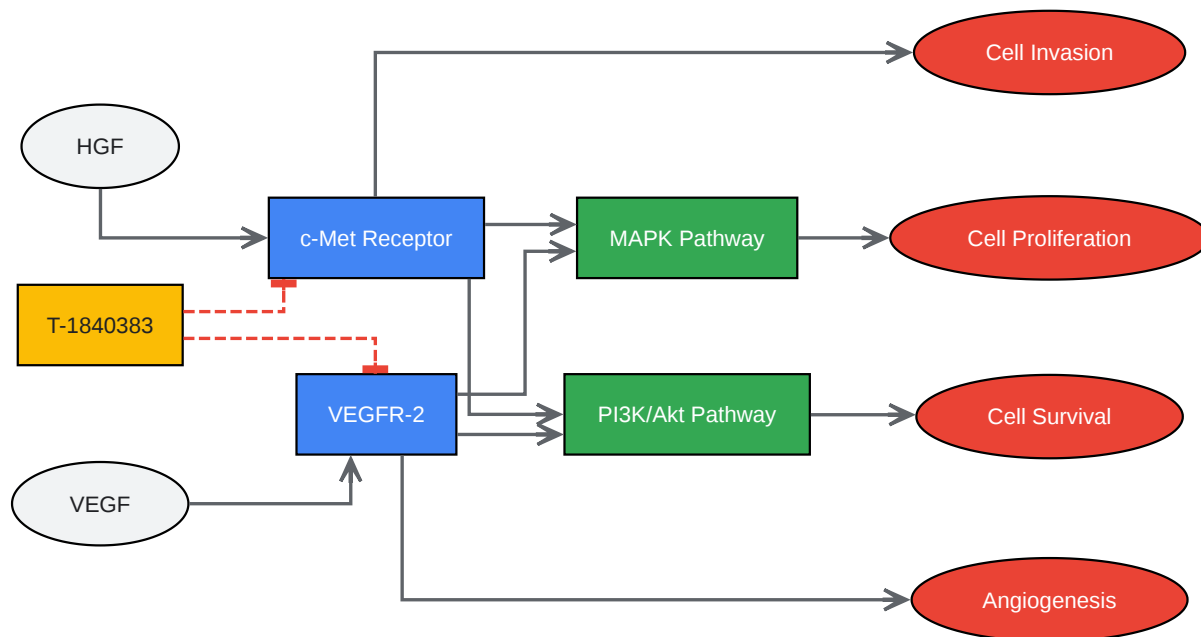 Cell Invasion
HGF
c-Met Receptor
MAPK Pathway
Cell Proliferation
T-1840383
VEGFR-2
PI3K/Akt Pathway
Cell Survival
VEGF
Angiogenesis